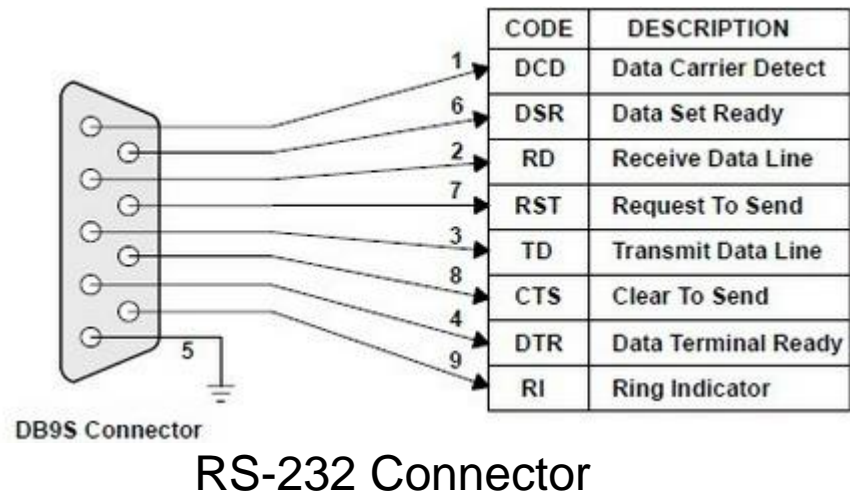 CODE DESCRIPTION
1 DCD Data Carrier Detect
6 DSR Data Set Ready
2 RD Receive Data Line
7 RST Request To Send
3 TD Transmit Data Line
8 CTS Clear To Send
4 DTR Data Terminal Ready
9 RI Ring Indicator
5
DB9S Connector
RS-232 Connector